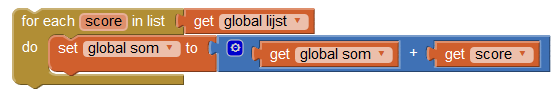 for each score in list get global lijst
do set global som to get global som + get score